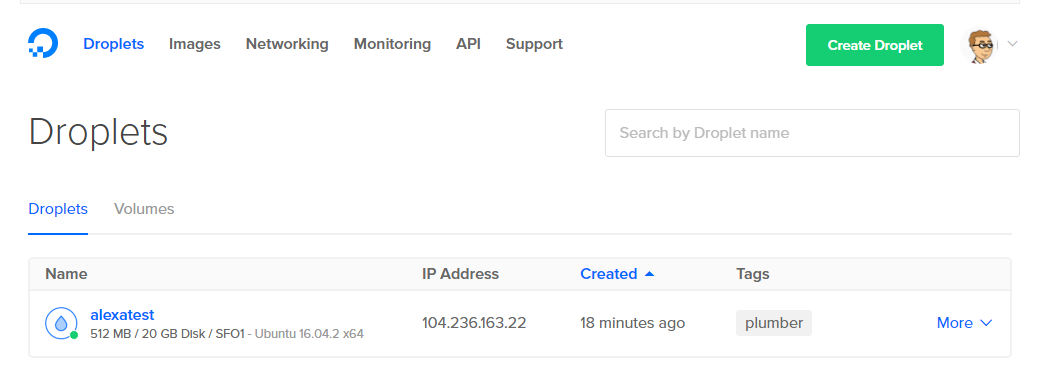 Droplets Images Networking Monitoring API Support Create Droplet
Droplets Search by Droplet name
Droplets Volumes
Name IP Address Created Tags
alexatest
512 MB / 20 GB Disk / SFO1 - Ubuntu 16.04.2 x64 104.236.163.22 18 minutes ago plumber More